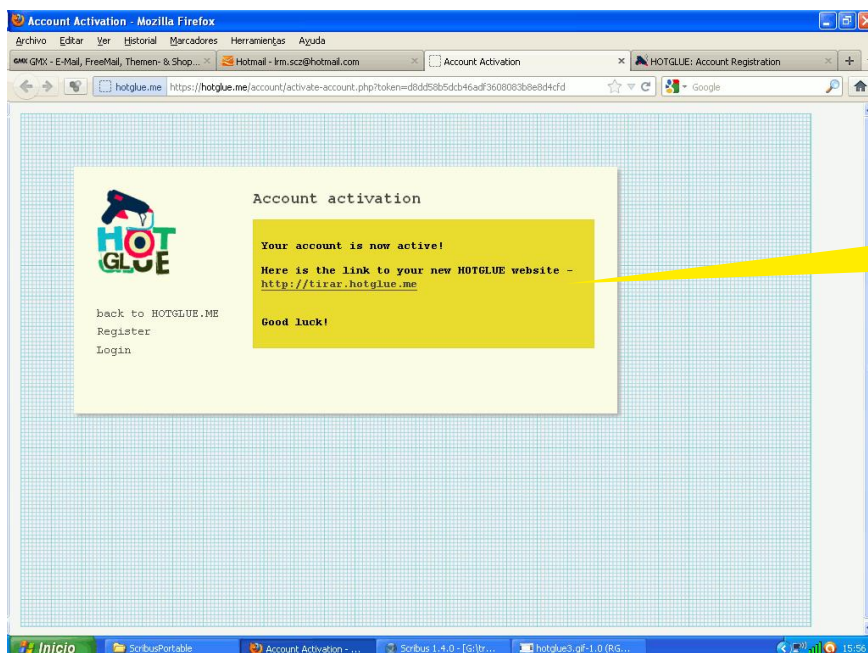 Account Activation - Mozilla Firefox
Archivo Editar Ver Historial Marcadores Herramientas Ayuda
GMX GMX - E-Mail, FreeMail, Themen- & Shop...
Hotmail - lrm.scz@hotmail.com
Account Activation
HOTGLUE: Account Registration
hotglue.me https://hotglue.me/account/activate-account.php?token=d8dd58b5dcb46adf3608083b8e8d4cfd
Google
HOT
GLUE
Account activation
Your account is now active!
Here is the link to your new HOTGLUE website -
http://tirar.hotglue.me
Good luck!
back to HOTGLUE.ME
Register
Login
Inicio
ScribusPortable
Account Activation - ...
Scribus 1.4.0 - [G:\tr...
hotglue3.gif-1.0 (RG...
15:56